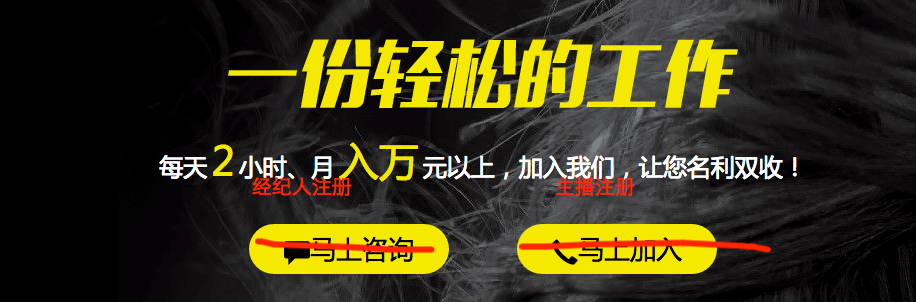 一份轻松的工作
每天2小时、月入万元以上，加入我们，让您名利双收！
经纪人注册 主播注册
马上咨询 马上加入